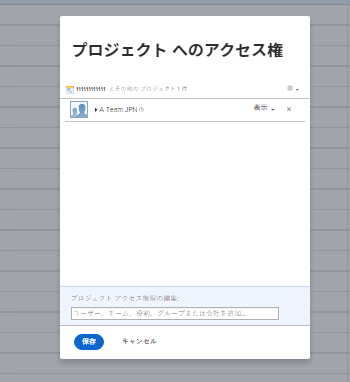 プロジェクト へのアクセス権
とその他の プロジェクト 1 件
A Team JPN (1)
表示
×
プロジェクト アクセス権限の編集:
ユーザー、チーム、役割、グループまたは会社を追加...
保存
キャンセル